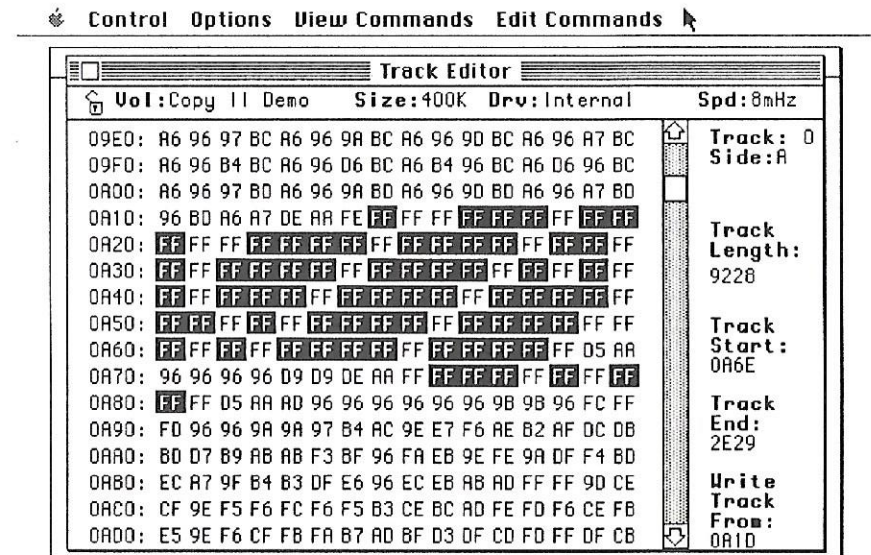 Control Options View Commands Edit Commands
Track Editor
Vol:Copy II Demo Size:400K Drv:Internal Spd:8mHz
09E0: A6 96 97 BC A6 96 9A BC A6 96 9D BC A6 96 A7 BC
09F0: A6 96 B4 BC A6 96 D6 BC A6 B4 96 BC A6 D6 96 BC
0A00: A6 96 97 BD A6 96 9A BD A6 96 9D BD A6 96 A7 BD
0A10: 96 BD A6 A7 DE AA FE FF FF FF FF FF FF FF FF FF
0A20: FF FF FF FF FF FF FF FF FF FF FF FF FF FF FF FF
0A30: FF FF FF FF FF FF FF FF FF FF FF FF FF FF FF FF
0A40: FF FF FF FF FF FF FF FF FF FF FF FF FF FF FF FF
0A50: FF FF FF FF FF FF FF FF FF FF FF FF FF FF FF FF
0A60: FF FF FF FF FF FF FF FF FF FF FF FF FF FF D5 AA
0A70: 96 96 96 96 D9 D9 DE AA FF FF FF FF FF FF FF FF
0A80: FF FF D5 AA AD 96 96 96 96 96 96 9B 9B 96 FC FF
0A90: FD 96 96 9A 9A 97 B4 AC 9E E7 F6 AE B2 AF DC DB
0AA0: BD D7 B9 AB AB F3 BF 96 FA EB 9E FE 9A DF F4 BD
0AB0: EC A7 9F B4 B3 DF E6 96 EC EB AB AD FF FF 9D CE
0AC0: CF 9E F5 F6 FC F6 F5 B3 CE BC AD FE FD F6 CE FB
0AD0: E5 9E F6 CF FB FA B7 AD BF D3 DF CD FD FF DF CB
Track: 0
Side:A
Track
Length:
9228
Track
Start:
0A6E
Track
End:
2E29
Write
Track
From:
0A1D